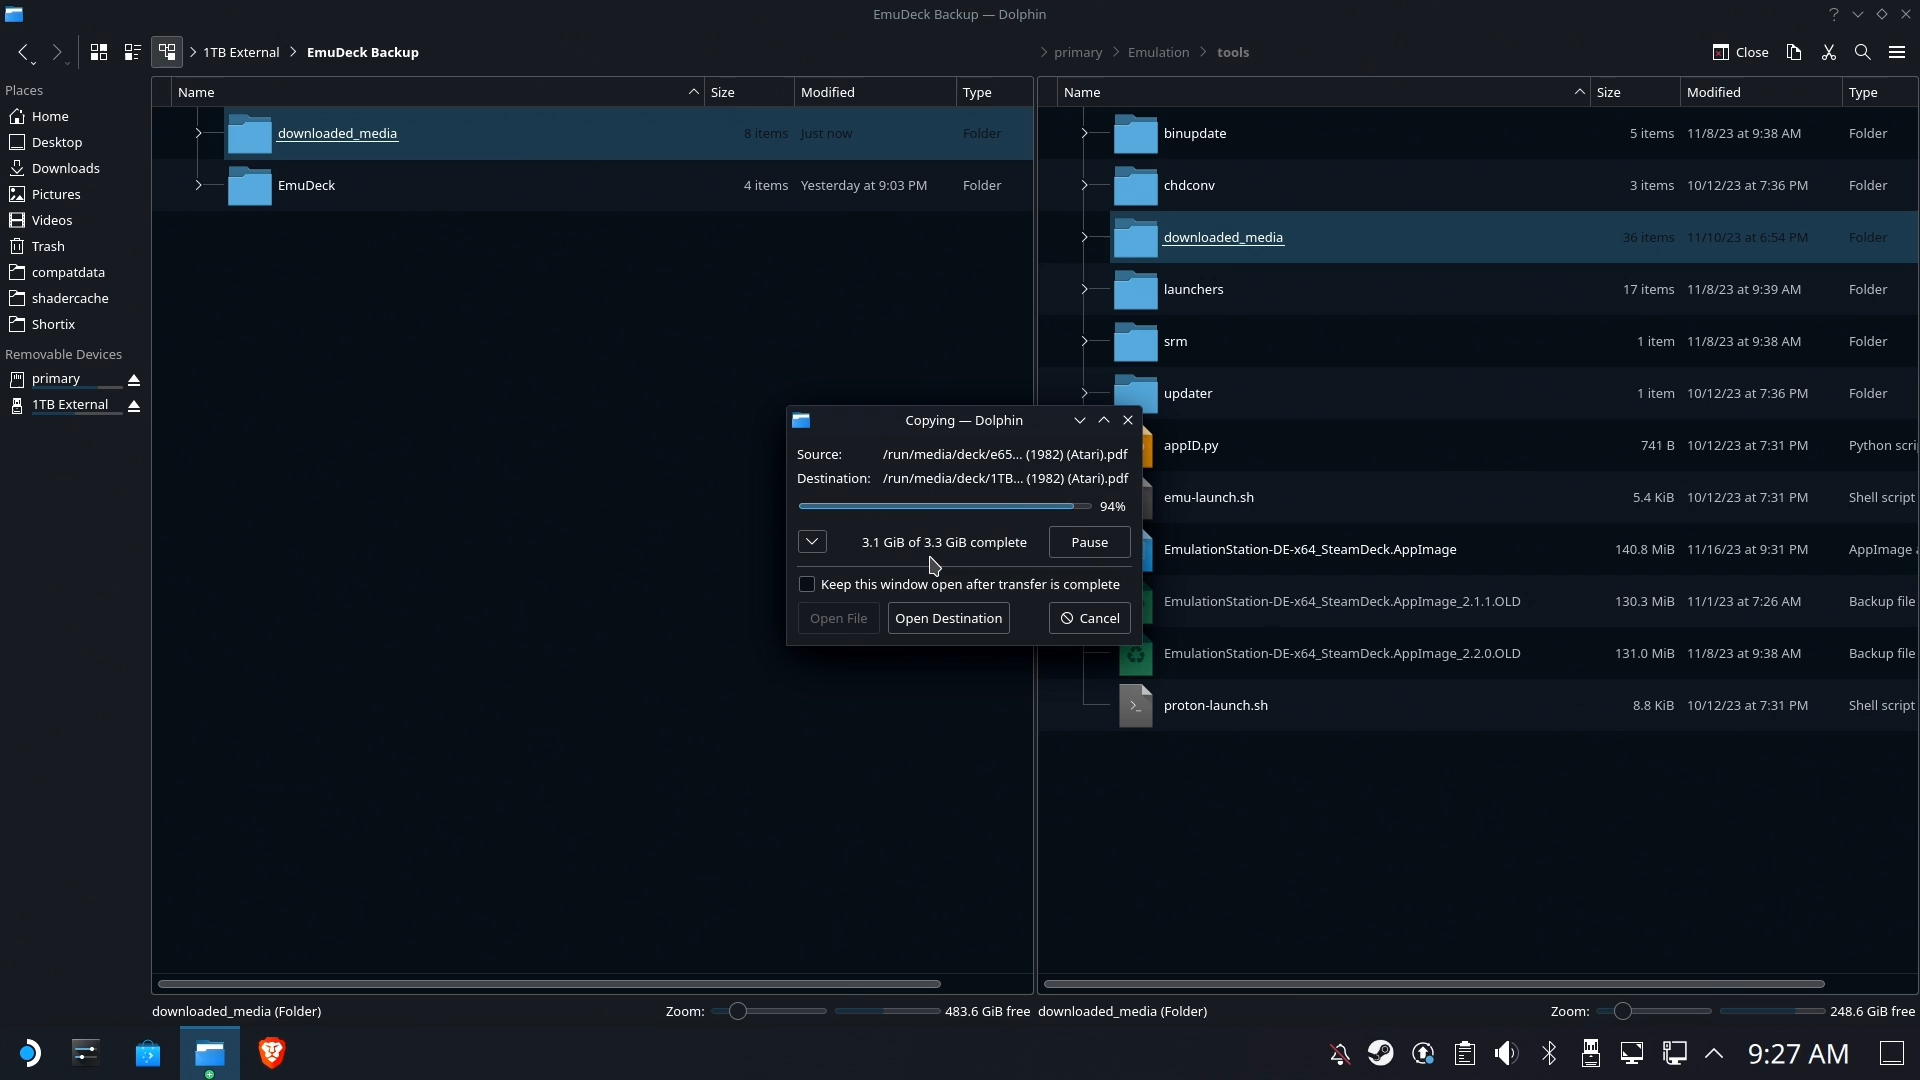 EmuDeck Backup — Dolphin
1TB External > EmuDeck Backup
> primary > Emulation > tools
Close
Places
Home
Desktop
Downloads
Pictures
Videos
Trash
compatdata
shadercache
Shortix
Removable Devices
primary
1TB External
Name Size Modified Type
downloaded_media 8 items Just now Folder
EmuDeck 4 items Yesterday at 9:03 PM Folder
Name Size Modified Type
binupdate 5 items 11/8/23 at 9:38 AM Folder
chdconv 3 items 10/12/23 at 7:36 PM Folder
downloaded_media 36 items 11/10/23 at 6:54 PM Folder
launchers 17 items 11/8/23 at 9:39 AM Folder
srm 1 item 11/8/23 at 9:38 AM Folder
updater 1 item 10/12/23 at 7:36 PM Folder
appID.py 741 B 10/12/23 at 7:31 PM Python scri
emu-launch.sh 5.4 KiB 10/12/23 at 7:31 PM Shell script
EmulationStation-DE-x64_SteamDeck.AppImage 140.8 MiB 11/16/23 at 9:31 PM AppImage
EmulationStation-DE-x64_SteamDeck.AppImage_2.1.1.OLD 130.3 MiB 11/1/23 at 7:26 AM Backup file
EmulationStation-DE-x64_SteamDeck.AppImage_2.2.0.OLD 131.0 MiB 11/8/23 at 9:38 AM Backup file
proton-launch.sh 8.8 KiB 10/12/23 at 7:31 PM Shell script
Copying — Dolphin
Source: /run/media/deck/e65... (1982) (Atari).pdf
Destination: /run/media/deck/1TB... (1982) (Atari).pdf
94%
3.1 GiB of 3.3 GiB complete
Pause
Keep this window open after transfer is complete
Open File
Open Destination
Cancel
downloaded_media (Folder) Zoom: 483.6 GiB free
downloaded_media (Folder) Zoom: 248.6 GiB free
9:27 AM